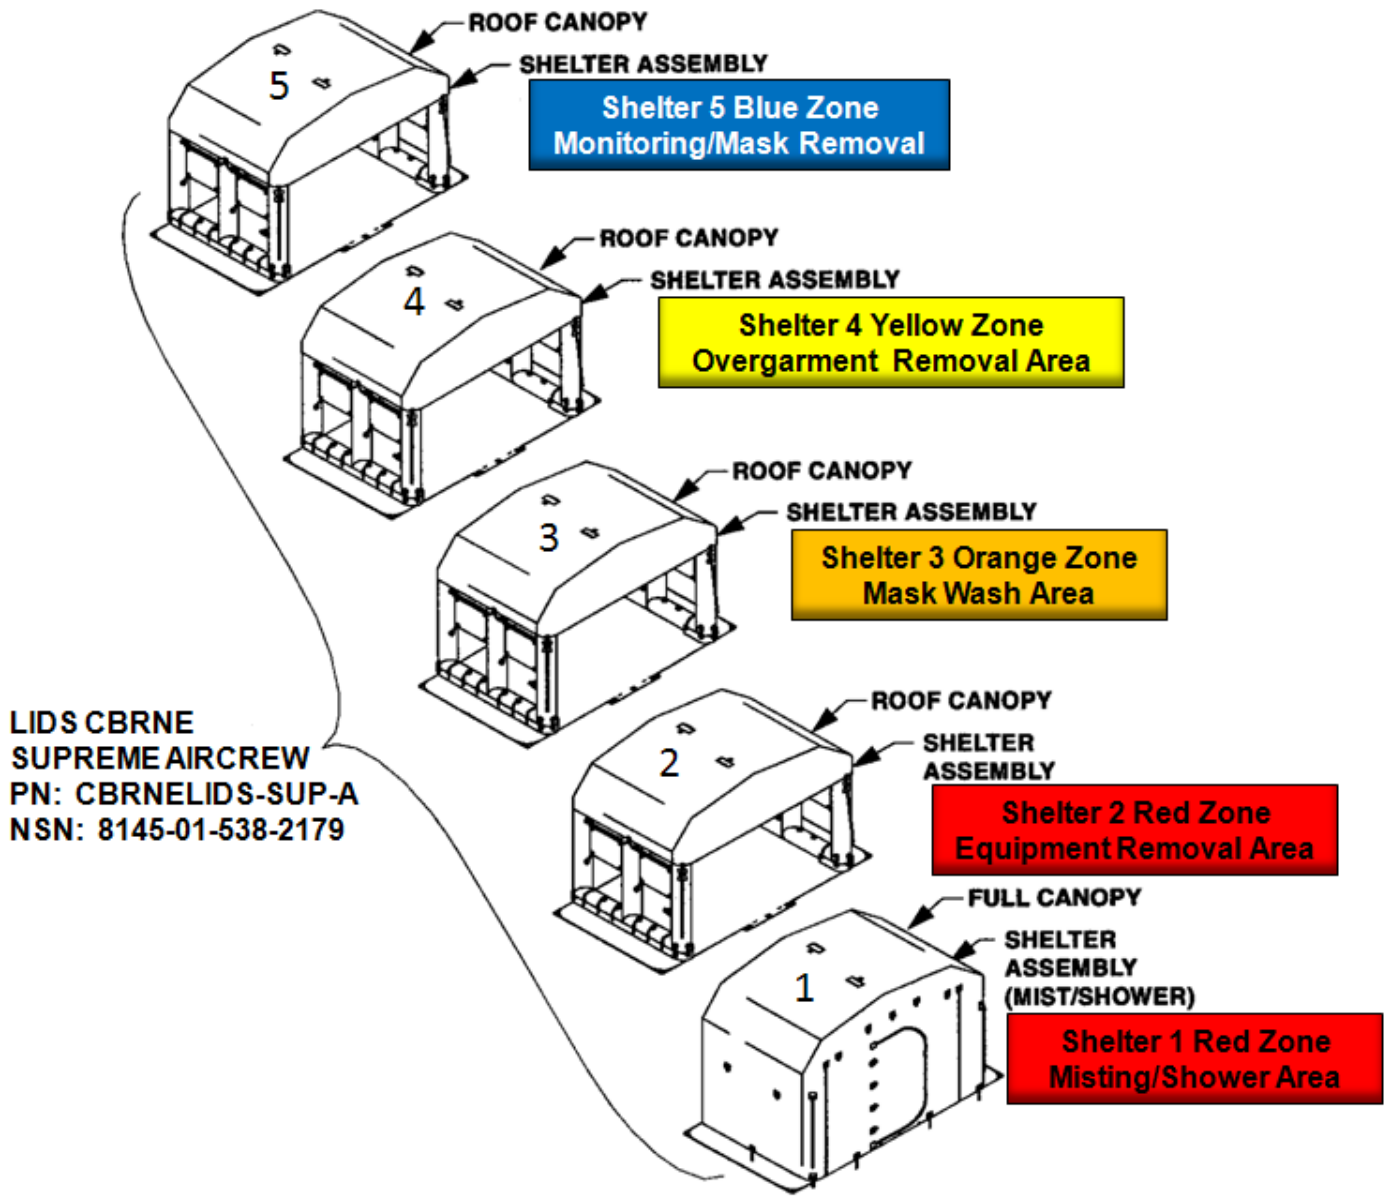 ROOF CANOPY
5
SHELTER ASSEMBLY
Shelter 5 Blue Zone
Monitoring/Mask Removal
ROOF CANOPY
4
SHELTER ASSEMBLY
Shelter 4 Yellow Zone
Overgarment Removal Area
ROOF CANOPY
3
SHELTER ASSEMBLY
Shelter 3 Orange Zone
Mask Wash Area
LIDS CBRNE
SUPREME AIRCREW
PN: CBRNELIDS-SUP-A
NSN: 8145-01-538-2179
ROOF CANOPY
2
SHELTER
ASSEMBLY
Shelter 2 Red Zone
Equipment Removal Area
FULL CANOPY
1
SHELTER
ASSEMBLY
(MIST/SHOWER)
Shelter 1 Red Zone
Misting/Shower Area